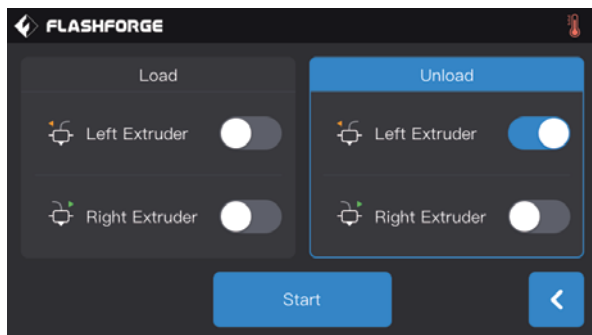 FLASHFORGE
Load
Left Extruder
Right Extruder
Unload
Left Extruder
Right Extruder
Start